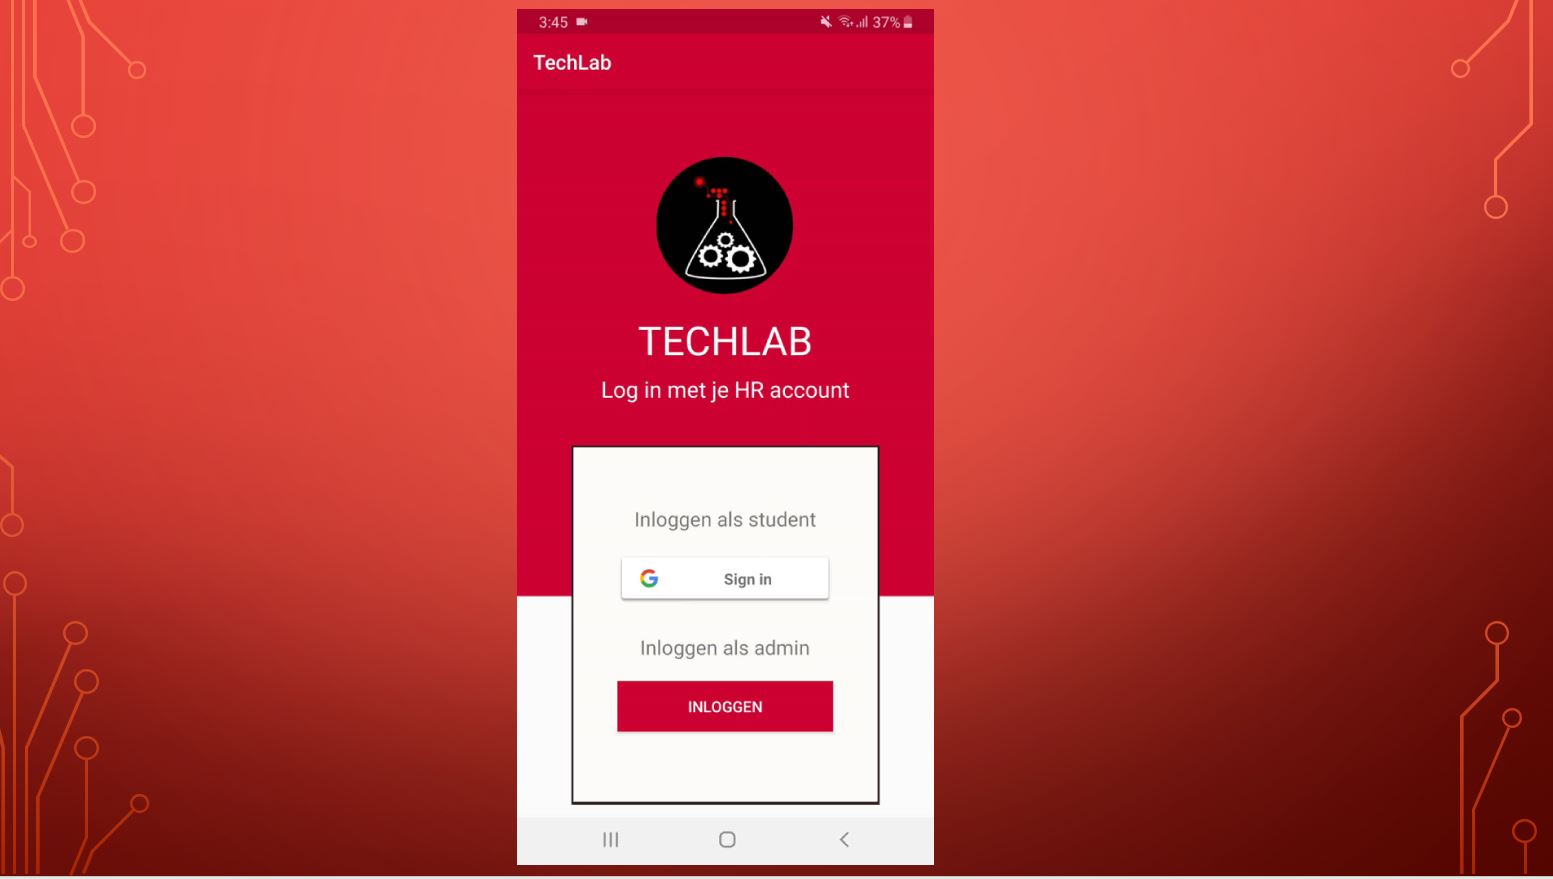 3:45 37%
TechLab
TECHLAB
Log in met je HR account
Inloggen als student
Sign in
Inloggen als admin
INLOGGEN